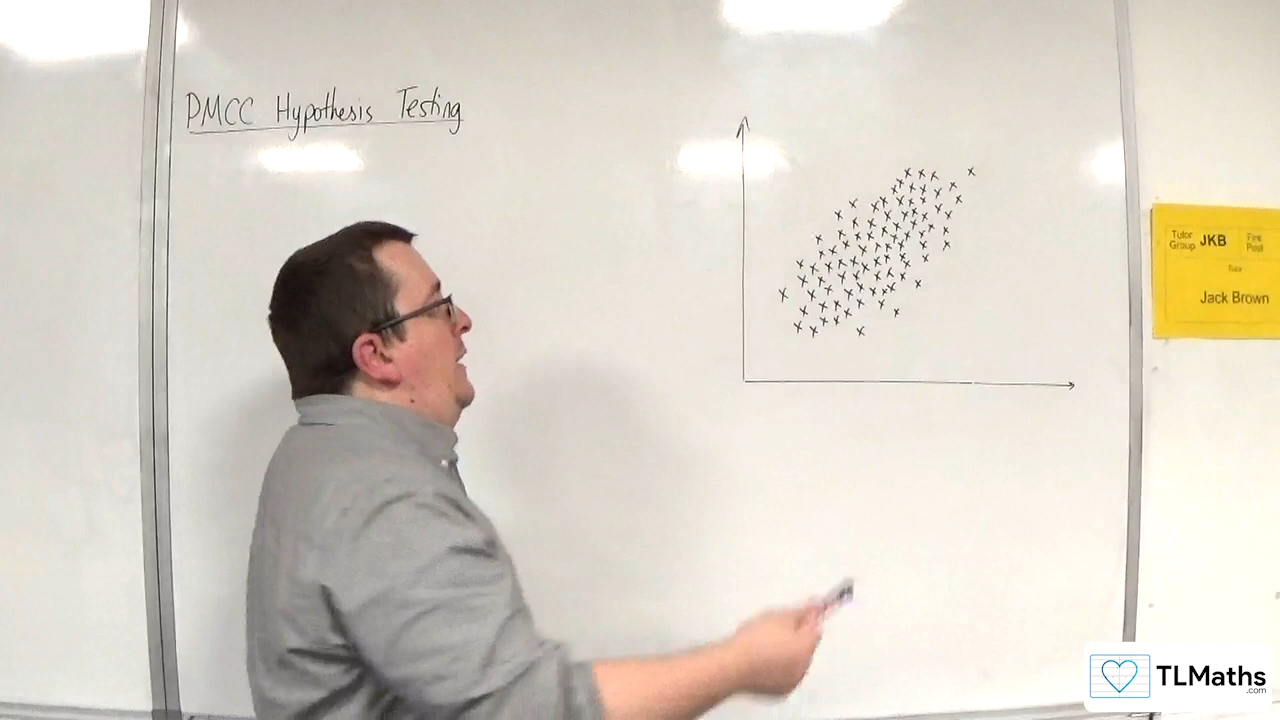 PMCC Hypothesis Testing
Tutor Group JKB Fire Post
Jack Brown
TLMaths
.com